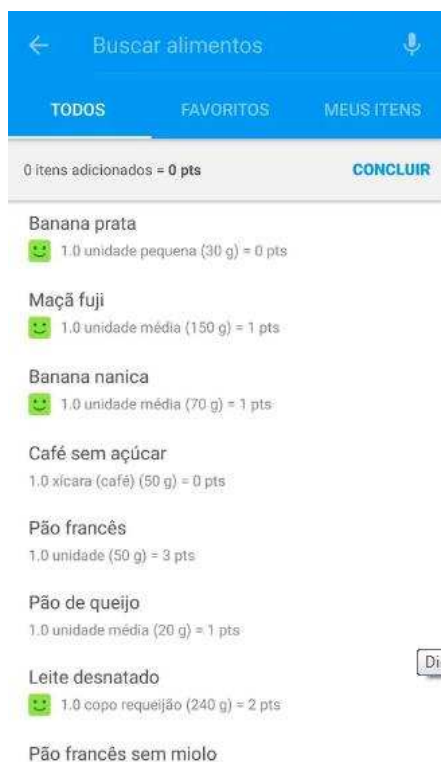 Buscar alimentos
TODOS FAVORITOS MEUS ITENS
0 itens adicionados = 0 pts CONCLUIR
Banana prata
1.0 unidade pequena (30 g) = 0 pts
Maçã fuji
1.0 unidade média (150 g) = 1 pts
Banana nanica
1.0 unidade média (70 g) = 1 pts
Café sem açúcar
1.0 xícara (café) (50 g) = 0 pts
Pão francês
1.0 unidade (50 g) = 3 pts
Pão de queijo
1.0 unidade média (20 g) = 1 pts
Di
Leite desnatado
1.0 copo requeijão (240 g) = 2 pts
Pão francês sem miolo